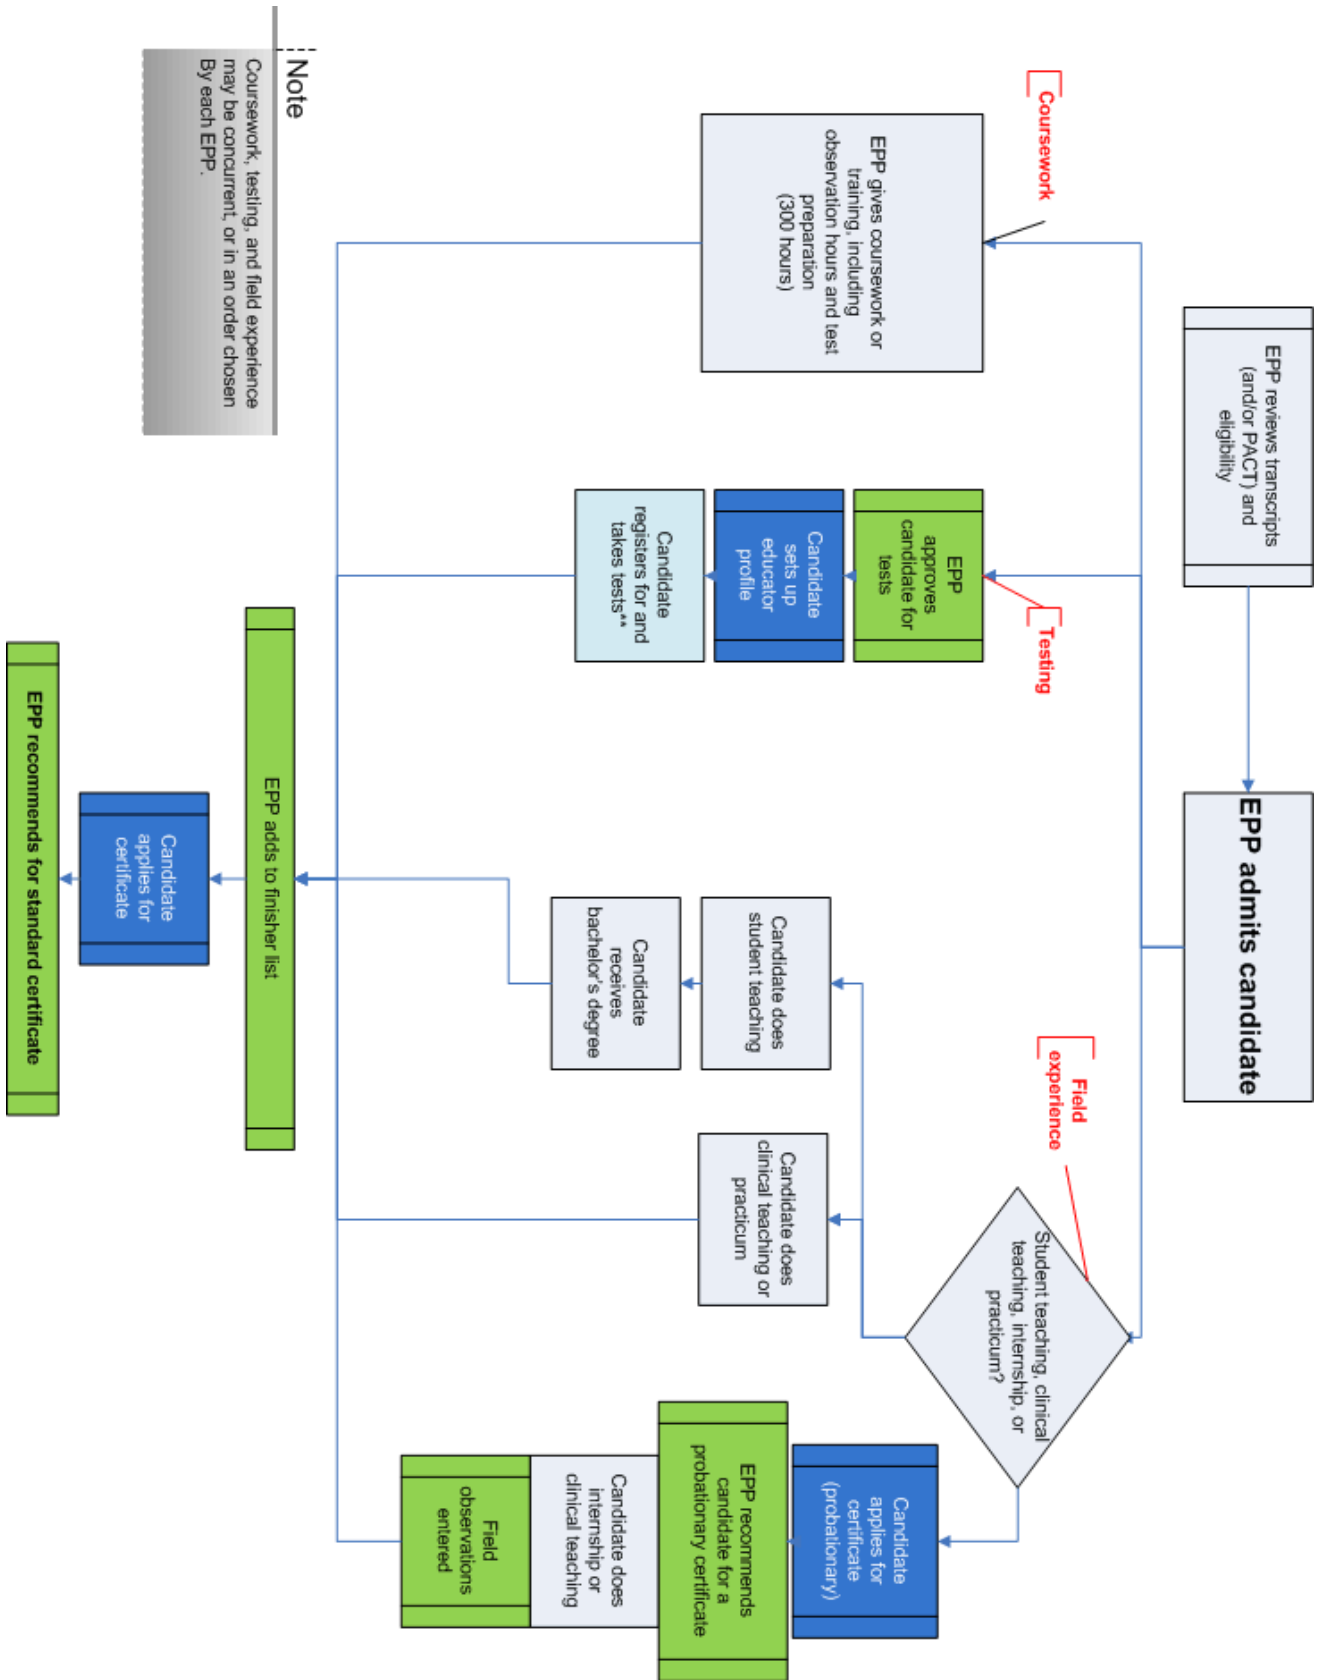 EPP reviews transcripts
(and/or PACT) and
eligibility
EPP admits candidate
Coursework
Testing
Field
experience
EPP gives coursework or
training, including
observation hours and test
preparation
(300 hours)
EPP
approves
candidate for
tests
Candidate
sets up
educator
profile
Candidate
registers for and
takes tests**
Student teaching, clinical
teaching, internship, or
practicum?
Candidate does
student teaching
Candidate
receives
bachelor's degree
Candidate does
clinical teaching or
practicum
Candidate
applies for
certificate
(probationary)
EPP recommends
candidate for a
probationary certificate
Candidate does
internship or
clinical teaching
Field
observations
entered
EPP adds to finisher list
Candidate
applies for
certificate
EPP recommends for standard certificate
Note
Coursework, testing, and field experience
may be concurrent, or in an order chosen
By each EPP.